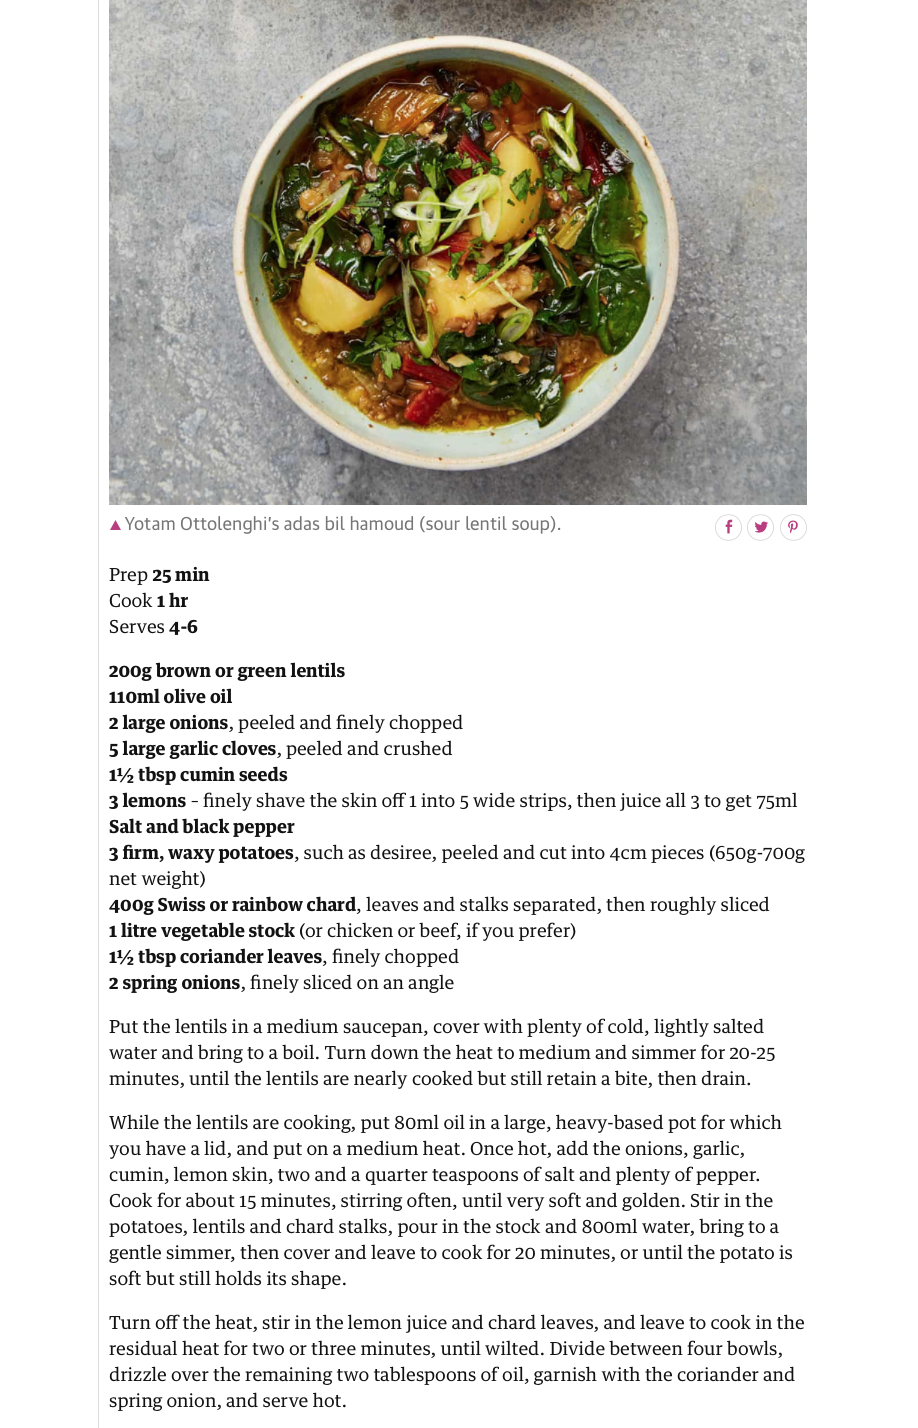 ▲ Yotam Ottolenghi’s adas bil hamoud (sour lentil soup).
Prep 25 min
Cook 1 hr
Serves 4-6
200g brown or green lentils
110ml olive oil
2 large onions, peeled and finely chopped
5 large garlic cloves, peeled and crushed
1½ tbsp cumin seeds
3 lemons – finely shave the skin off 1 into 5 wide strips, then juice all 3 to get 75ml
Salt and black pepper
3 firm, waxy potatoes, such as desiree, peeled and cut into 4cm pieces (650g-700g
net weight)
400g Swiss or rainbow chard, leaves and stalks separated, then roughly sliced
1 litre vegetable stock (or chicken or beef, if you prefer)
1½ tbsp coriander leaves, finely chopped
2 spring onions, finely sliced on an angle
Put the lentils in a medium saucepan, cover with plenty of cold, lightly salted
water and bring to a boil. Turn down the heat to medium and simmer for 20-25
minutes, until the lentils are nearly cooked but still retain a bite, then drain.
While the lentils are cooking, put 80ml oil in a large, heavy-based pot for which
you have a lid, and put on a medium heat. Once hot, add the onions, garlic,
cumin, lemon skin, two and a quarter teaspoons of salt and plenty of pepper.
Cook for about 15 minutes, stirring often, until very soft and golden. Stir in the
potatoes, lentils and chard stalks, pour in the stock and 800ml water, bring to a
gentle simmer, then cover and leave to cook for 20 minutes, or until the potato is
soft but still holds its shape.
Turn off the heat, stir in the lemon juice and chard leaves, and leave to cook in the
residual heat for two or three minutes, until wilted. Divide between four bowls,
drizzle over the remaining two tablespoons of oil, garnish with the coriander and
spring onion, and serve hot.